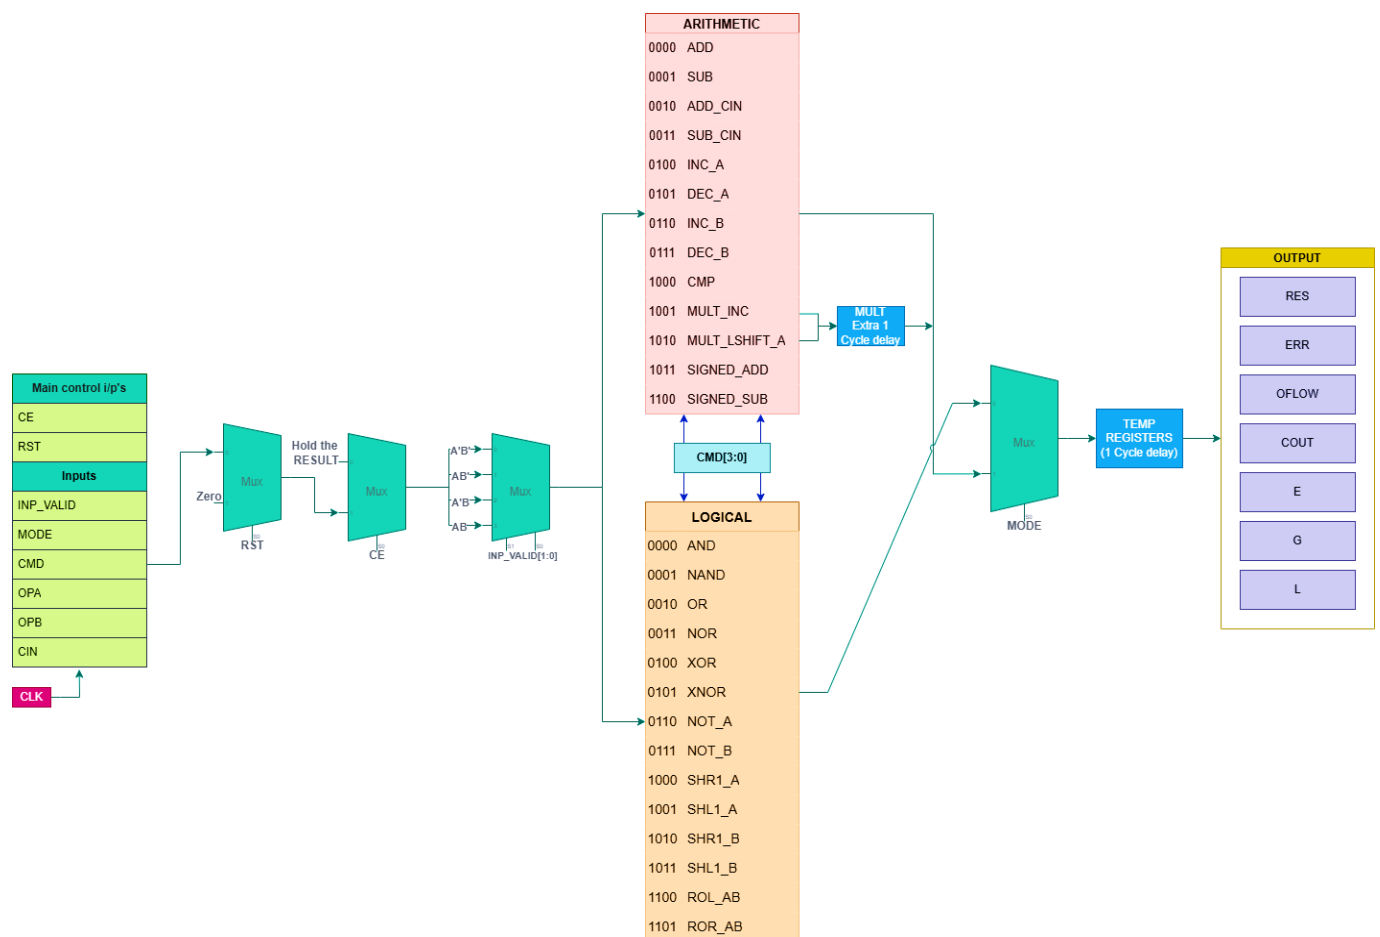 ARITHMETIC
0000 ADD
0001 SUB
0010 ADD_CIN
0011 SUB_CIN
0100 INC_A
0101 DEC_A
0110 INC_B
0111 DEC_B
1000 CMP
1001 MULT_INC
1010 MULT_LSHIFT_A
1011 SIGNED_ADD
1100 SIGNED_SUB
MULT
Extra 1
Cycle delay
CMD[3:0]
LOGICAL
0000 AND
0001 NAND
0010 OR
0011 NOR
0100 XOR
0101 XNOR
0110 NOT_A
0111 NOT_B
1000 SHR1_A
1001 SHL1_A
1010 SHR1_B
1011 SHL1_B
1100 ROL_AB
1101 ROR_AB
Main control i/p's
CE
RST
Inputs
INP_VALID
MODE
CMD
OPA
OPB
CIN
CLK
Zero
Mux
S0
RST
Hold the
RESULT
Mux
S0
CE
A'B'
AB'
A'B
AB
Mux
S1
S0
INP_VALID[1:0]
Mux
S0
MODE
TEMP
REGISTERS
(1 Cycle delay)
OUTPUT
RES
ERR
OFLOW
COUT
E
G
L